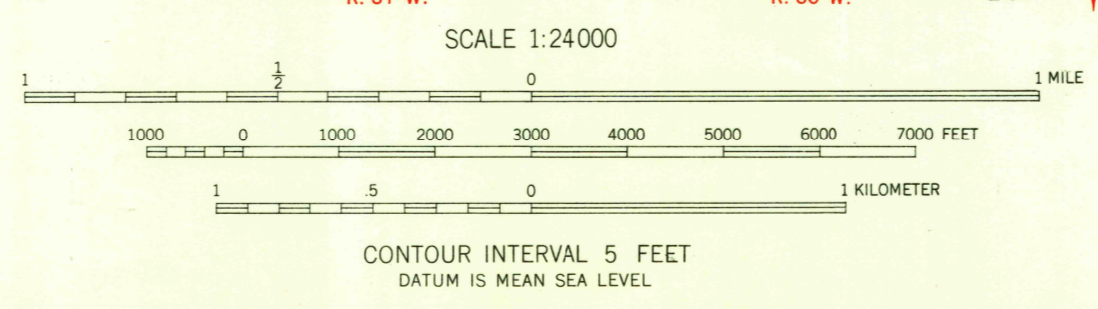 SCALE 1:24000
1 1/2 0 1 MILE
1000 0 1000 2000 3000 4000 5000 6000 7000 FEET
1 .5 0 1 KILOMETER
CONTOUR INTERVAL 5 FEET
DATUM IS MEAN SEA LEVEL